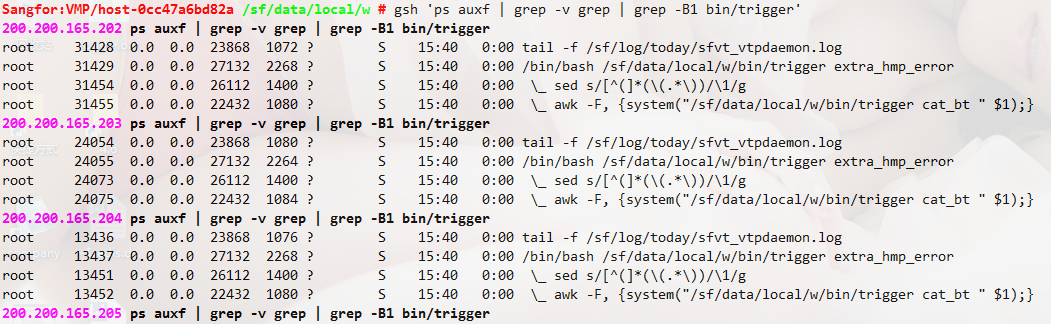 Sangfor:VMP/host-0cc47a6bd82a /sf/data/local/w # gsh 'ps auxf | grep -v grep | grep -B1 bin/trigger'
200.200.165.202 ps auxf | grep -v grep | grep -B1 bin/trigger
root     31428  0.0  0.0  23868  1072 ?        S    15:40   0:00 tail -f /sf/log/today/sfvt_vtpdaemon.log
root     31429  0.0  0.0  27132  2268 ?        S    15:40   0:00 /bin/bash /sf/data/local/w/bin/trigger extra_hmp_error
root     31454  0.0  0.0  26112  1400 ?        S    15:40   0:00  \_ sed s/[^(]*(\(.*\))/\1/g
root     31455  0.0  0.0  22432  1080 ?        S    15:40   0:00  \_ awk -F, {system("/sf/data/local/w/bin/trigger cat_bt " $1);}
200.200.165.203 ps auxf | grep -v grep | grep -B1 bin/trigger
root     24054  0.0  0.0  23868  1080 ?        S    15:40   0:00 tail -f /sf/log/today/sfvt_vtpdaemon.log
root     24055  0.0  0.0  27132  2264 ?        S    15:40   0:00 /bin/bash /sf/data/local/w/bin/trigger extra_hmp_error
root     24073  0.0  0.0  26112  1400 ?        S    15:40   0:00  \_ sed s/[^(]*(\(.*\))/\1/g
root     24075  0.0  0.0  22432  1084 ?        S    15:40   0:00  \_ awk -F, {system("/sf/data/local/w/bin/trigger cat_bt " $1);}
200.200.165.204 ps auxf | grep -v grep | grep -B1 bin/trigger
root     13436  0.0  0.0  23868  1076 ?        S    15:40   0:00 tail -f /sf/log/today/sfvt_vtpdaemon.log
root     13437  0.0  0.0  27132  2268 ?        S    15:40   0:00 /bin/bash /sf/data/local/w/bin/trigger extra_hmp_error
root     13451  0.0  0.0  26112  1400 ?        S    15:40   0:00  \_ sed s/[^(]*(\(.*\))/\1/g
root     13452  0.0  0.0  22432  1080 ?        S    15:40   0:00  \_ awk -F, {system("/sf/data/local/w/bin/trigger cat_bt " $1);}
200.200.165.205 ps auxf | grep -v grep | grep -B1 bin/trigger